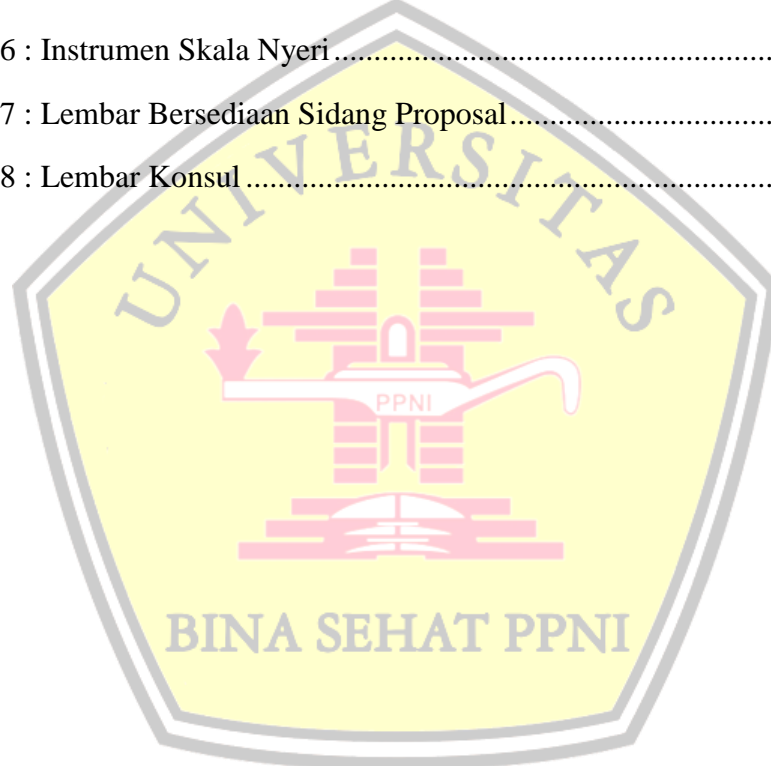 6 : Instrumen Skala Nyeri.......................................................
7 : Lembar Bersediaan Sidang Proposal.................................
8 : Lembar Konsul..................................................................
UNIVERSITAS
PPNI
BINA SEHAT PPNI